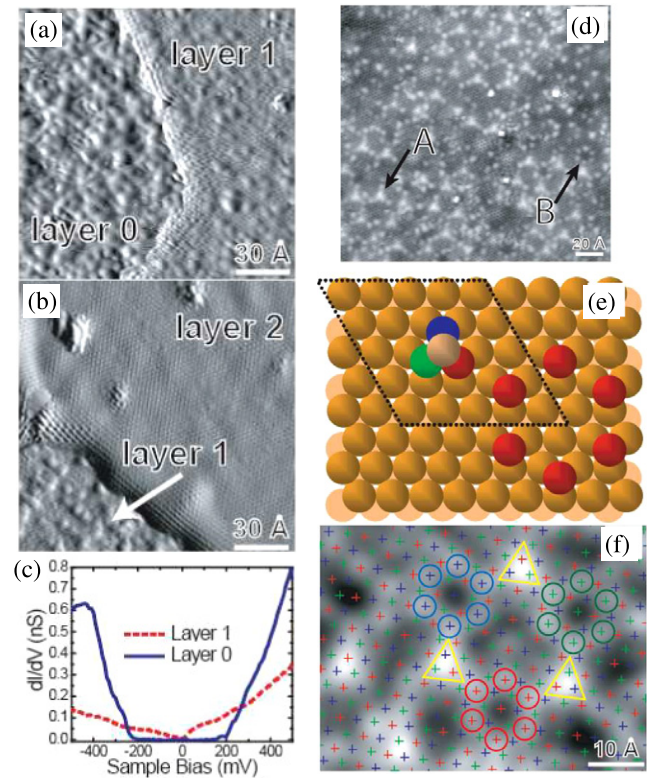 (a)
layer 1
layer 0
30 Å
(b)
layer 2
layer 1
30 Å
(c)
dI/dV (nS)
0.8
0.7
0.6
0.5
0.4
0.3
0.2
0.1
0.0
Layer 1
Layer 0
-400 -200 0 200 400
Sample Bias (mV)
(d)
A
B
20 Å
(e)
(f)
10 Å